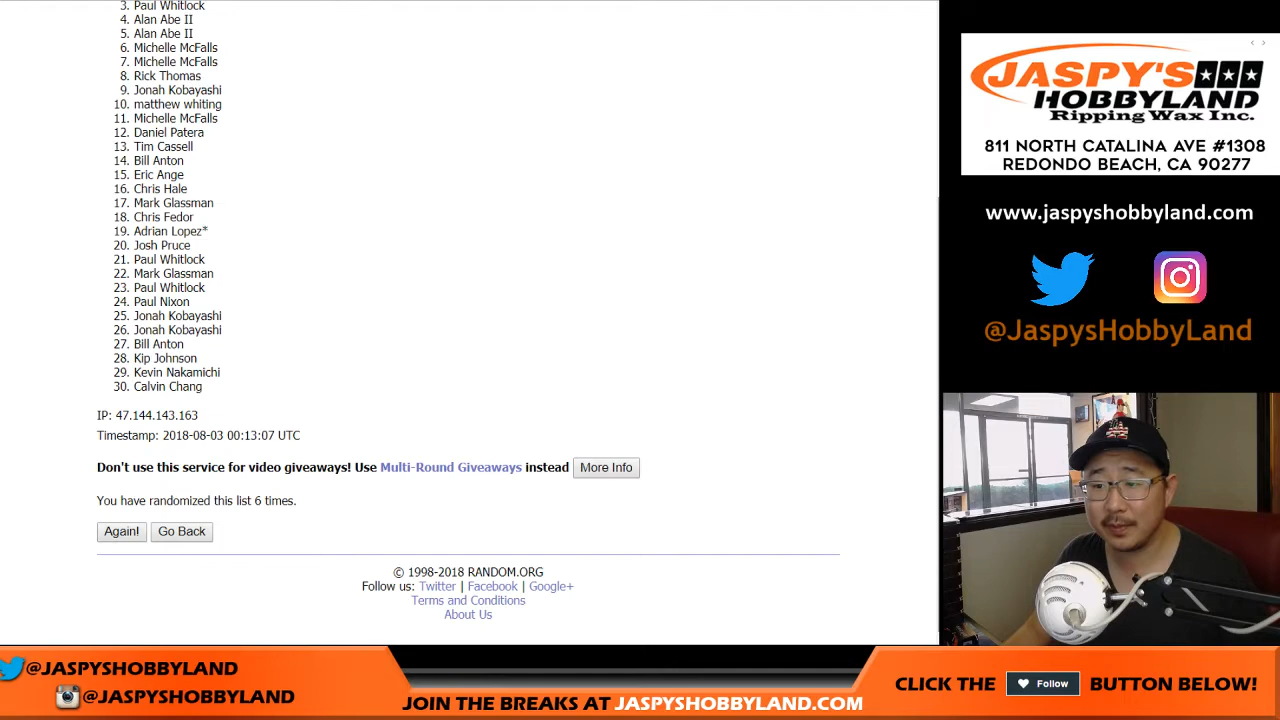 3. Paul Whitlock
4. Alan Abe II
5. Alan Abe II
6. Michelle McFalls
7. Michelle McFalls
8. Rick Thomas
9. Jonah Kobayashi
10. matthew whiting
11. Michelle McFalls
12. Daniel Patera
13. Tim Cassell
14. Bill Anton
15. Eric Ange
16. Chris Hale
17. Mark Glassman
18. Chris Fedor
19. Adrian Lopez*
20. Josh Pruce
21. Paul Whitlock
22. Mark Glassman
23. Paul Whitlock
24. Paul Nixon
25. Jonah Kobayashi
26. Jonah Kobayashi
27. Bill Anton
28. Kip Johnson
29. Kevin Nakamichi
30. Calvin Chang
IP: 47.144.143.163
Timestamp: 2018-08-03 00:13:07 UTC
Don't use this service for video giveaways! Use Multi-Round Giveaways instead More Info
You have randomized this list 6 times.
Again! Go Back
© 1998-2018 RANDOM.ORG
Follow us: Twitter | Facebook | Google+
Terms and Conditions
About Us
JASPY'S
HOBBYLAND
Ripping Wax Inc.
811 NORTH CATALINA AVE #1308
REDONDO BEACH, CA 90277
www.jaspyshobbyland.com
@JaspysHobbyLand
@JASPYSHOBBYLAND
@JASPYSHOBBYLAND
JOIN THE BREAKS AT JASPYSHOBBYLAND.COM
CLICK THE Follow BUTTON BELOW!